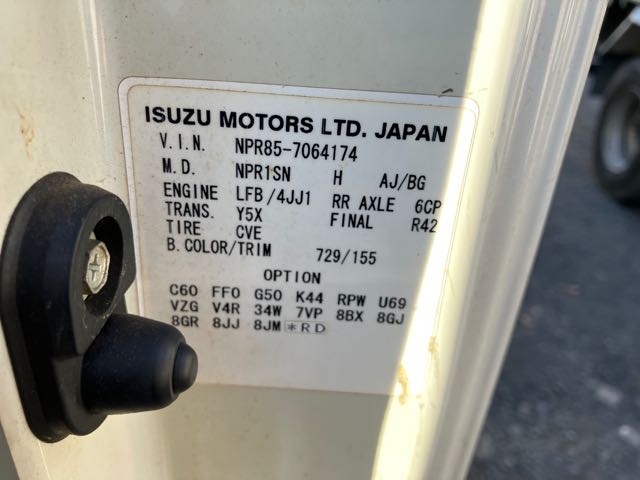 ISUZU MOTORS LTD. JAPAN
V.I.N. NPR85-7064174
M.D. NPR1SN H AJ/BG
ENGINE LFB/4JJ1 RR AXLE 6CP
TRANS. Y5X FINAL R42
TIRE CVE
B.COLOR/TRIM 729/155
OPTION
C60 FF0 G50 K44 RPW U69
VZG V4R 34W 7VP 8BX 8GJ
8GR 8JJ 8JM *RD